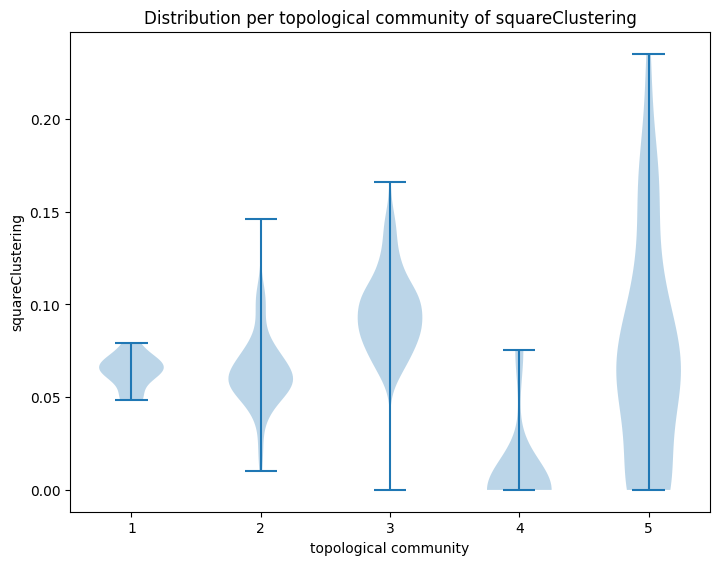 Distribution per topological community of squareClustering
squareClustering
0.20
0.15
0.10
0.05
0.00
1 2 3 4 5
topological community